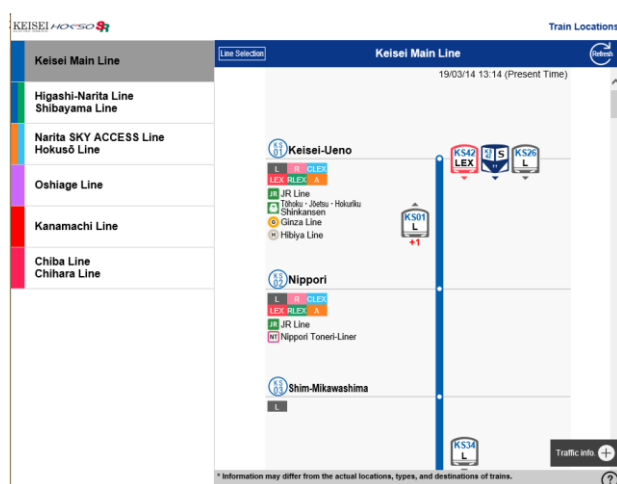 KEISEI HOKSO SR
Train Locations
Line Selection
Keisei Main Line
Refresh
Keisei Main Line
Higashi-Narita Line
Shibayama Line
Narita SKY ACCESS Line
Hokusō Line
Oshiage Line
Kanamachi Line
Chiba Line
Chihara Line
19/03/14 13:14 (Present Time)
KS 01 Keisei-Ueno
L R CLEX
LEX RLEX A
JR JR Line
Tōhoku・Jōetsu・Hokuriku
Shinkansen
G Ginza Line
H Hibiya Line
KS42 LEX
S
KS26 L
KS01
L
+1
KS 02 Nippori
L R CLEX
LEX RLEX A
JR JR Line
NT Nippori Toneri-Liner
KS 03 Shim-Mikawashima
L
KS34
L
Traffic info. +
* Information may differ from the actual locations, types, and destinations of trains.
?